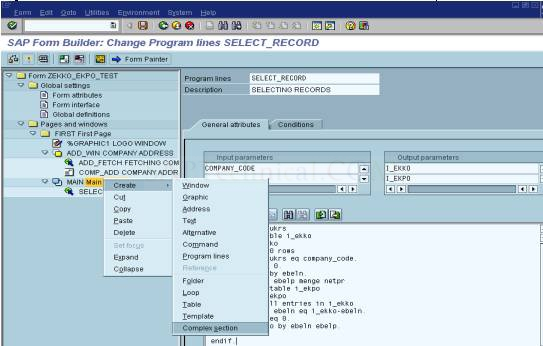 Form Edit Goto Utilities Environment System Help
SAP Form Builder: Change Program lines SELECT_RECORD
Form Painter
Form ZEKKO_EKPO_TEST
Global settings
Form attributes
Form interface
Global definitions
Pages and windows
FIRST First Page
%GRAPHIC1 LOGO WINDOW
ADD_WIN COMPANY ADDRESS
ADD_FETCH FETCHING COM
COMP_ADD COMPANY ADDR
MAIN Main
SELEC
Create
Cut
Copy
Paste
Delete
Set focus
Expand
Collapse
Window
Graphic
Address
Text
Alternative
Command
Program lines
Reference
Folder
Loop
Table
Template
Complex section
Program lines SELECT_RECORD
Description SELECTING RECORDS
General attributes Conditions
Input parameters Output parameters
COMPANY_CODE I_EKKO
I_EKPO
ukrs
ble i_ekko
ko
0 rows
ukrs eq company_code.
0.
by ebeln.
ebelp menge netpr
table i_ekpo
ekpo
ll entries in i_ekko
ebeln eq i_ekko-ebeln.
eq 0.
o by ebeln ebelp.
endif.